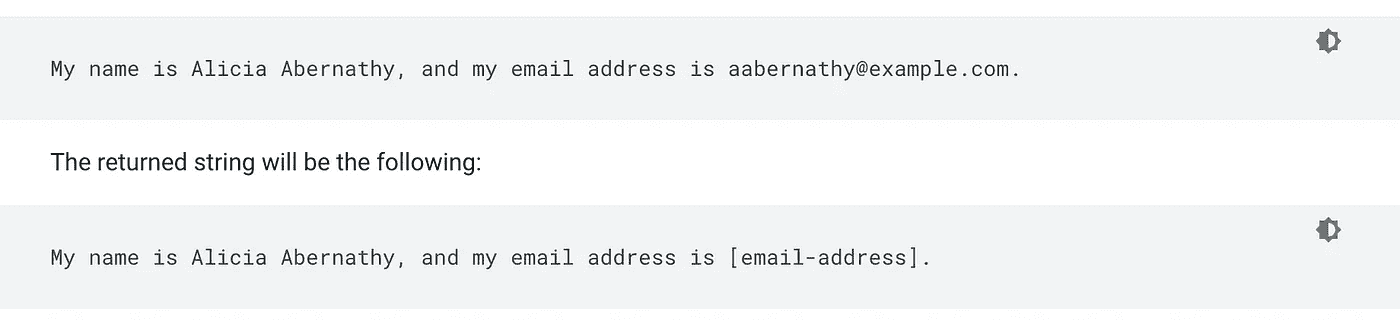 My name is Alicia Abernathy, and my email address is aabernathy@example.com.
The returned string will be the following:
My name is Alicia Abernathy, and my email address is [email-address].